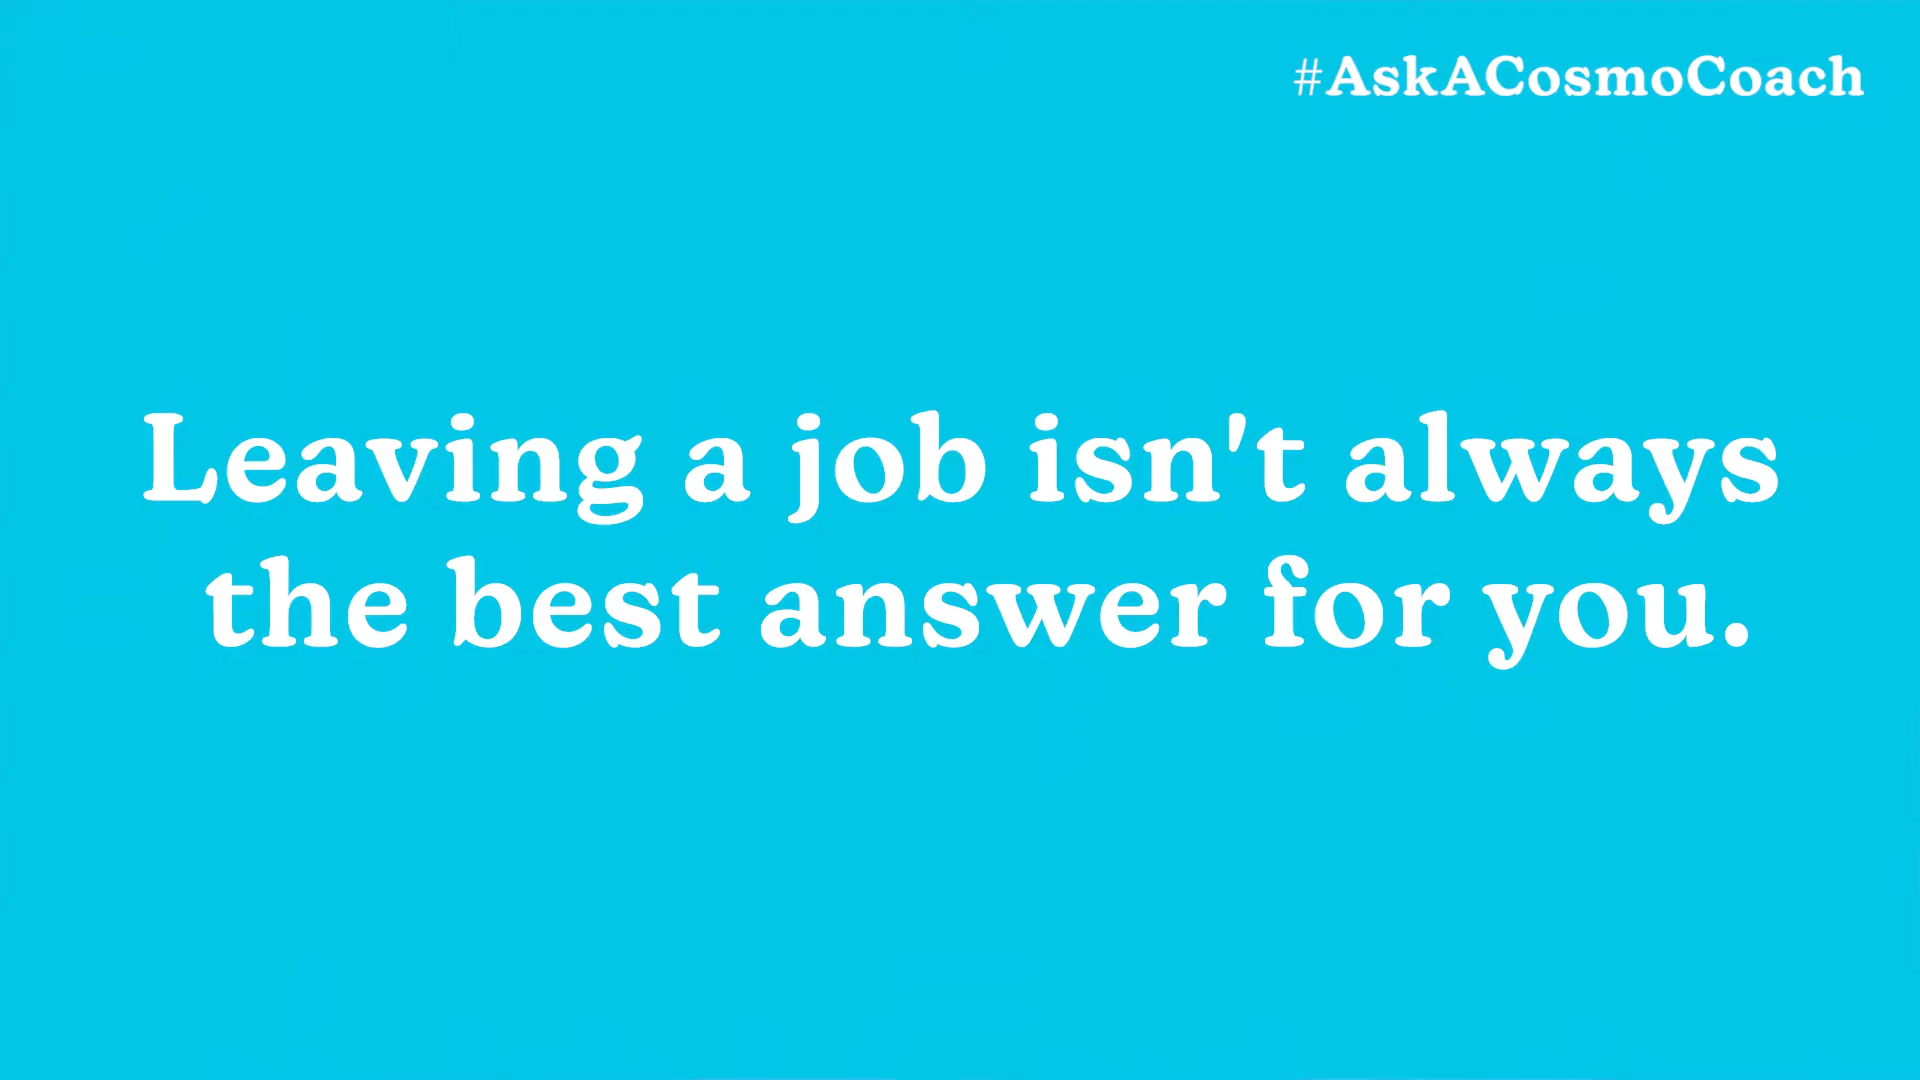 #AskACosmoCoach
Leaving a job isn't always
the best answer for you.